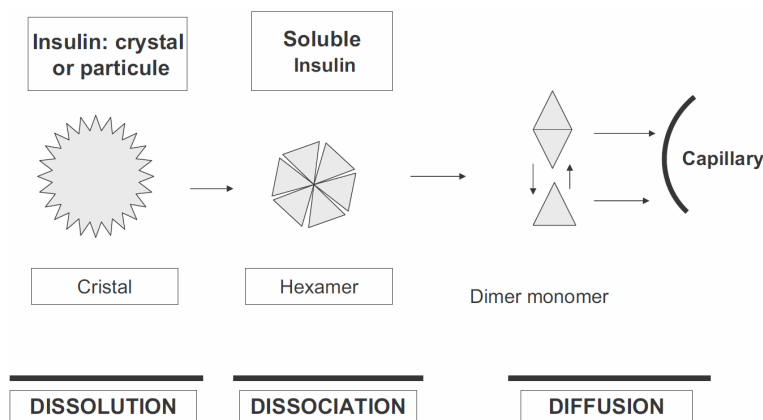 Insulin: crystal
or particule
Soluble
Insulin
Capillary
Cristal
Hexamer
Dimer monomer
DISSOLUTION
DISSOCIATION
DIFFUSION